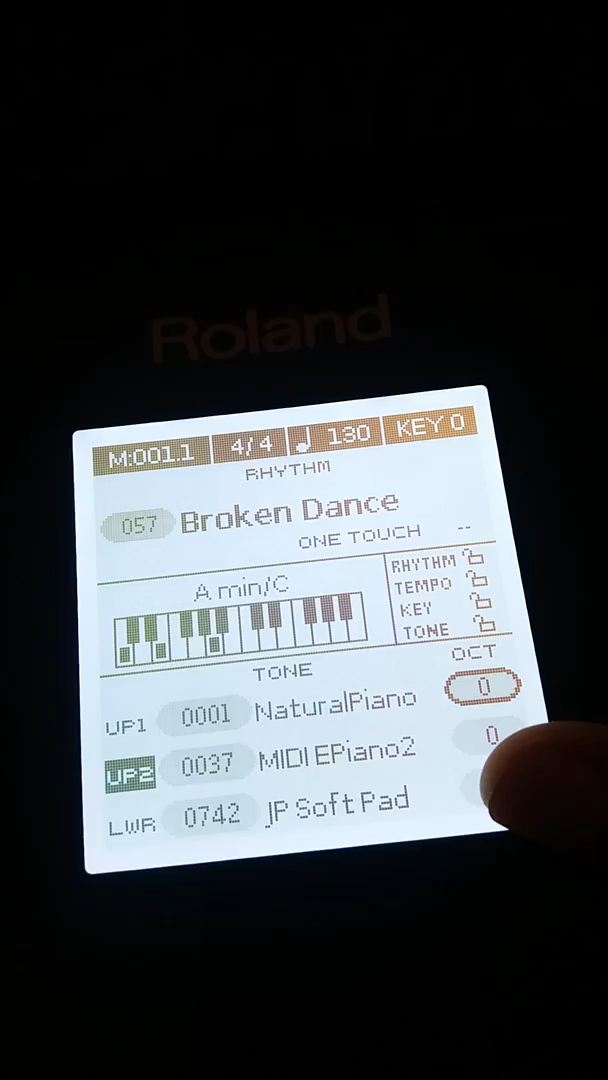 Roland
M:001.1 4/4 ♩ 130 KEY 0
RHYTHM
057 Broken Dance
ONE TOUCH --
A min/C
RHYTHM
TEMPO
KEY
TONE
TONE
OCT
UP1 0001 NaturalPiano 0
UP2 0037 MIDI EPiano2 0
LWR 0742 JP Soft Pad